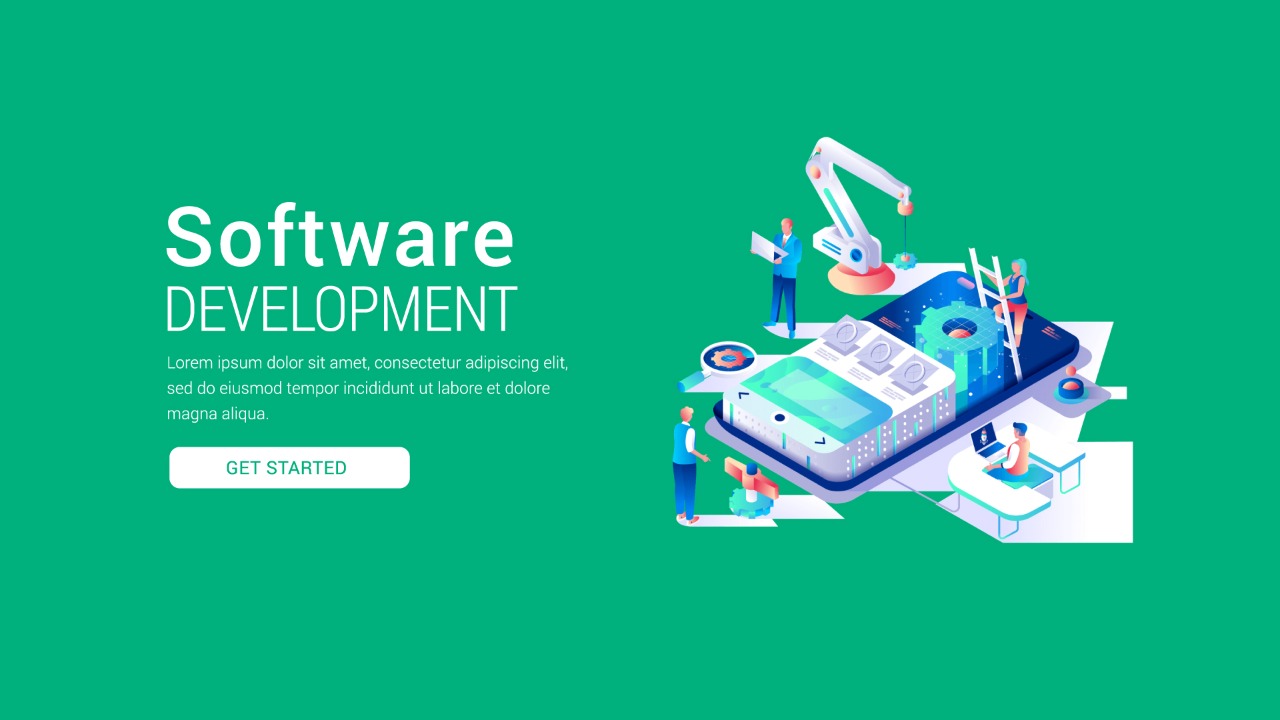 Software
DEVELOPMENT
Lorem ipsum dolor sit amet, consectetur adipiscing elit,
sed do eiusmod tempor incididunt ut labore et dolore
magna aliqua.
GET STARTED